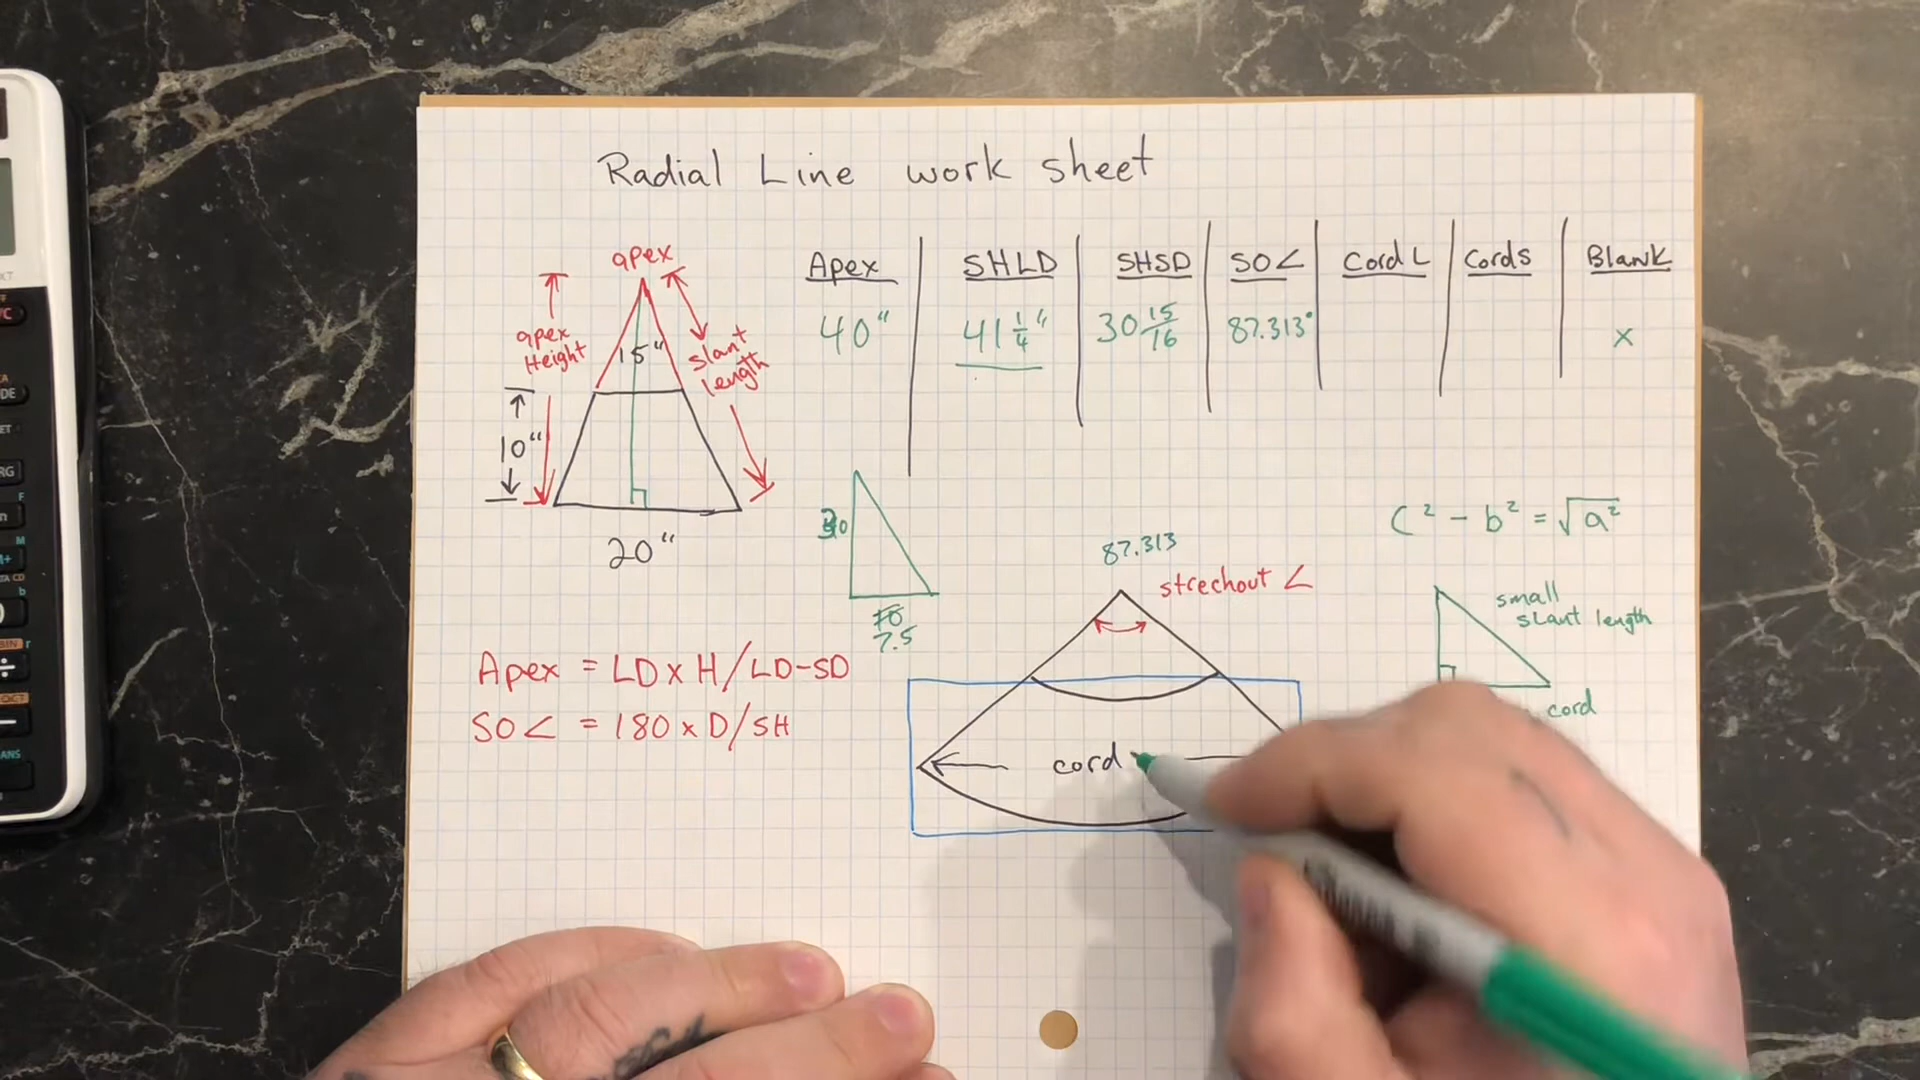 Radial Line work sheet
Apex SHLD SHSD SO∠ Cord L Cords Blank
40" 41 1/4" 30 15/16 87.313° x
apex
apex Height
15"
slant length
10"
20"
7.5
C² - b² = √a²
87.313
strechout ∠
small
slant length
cord
Apex = LD x H/LD-SD
SO∠ = 180 x D/SH
cord
ANS